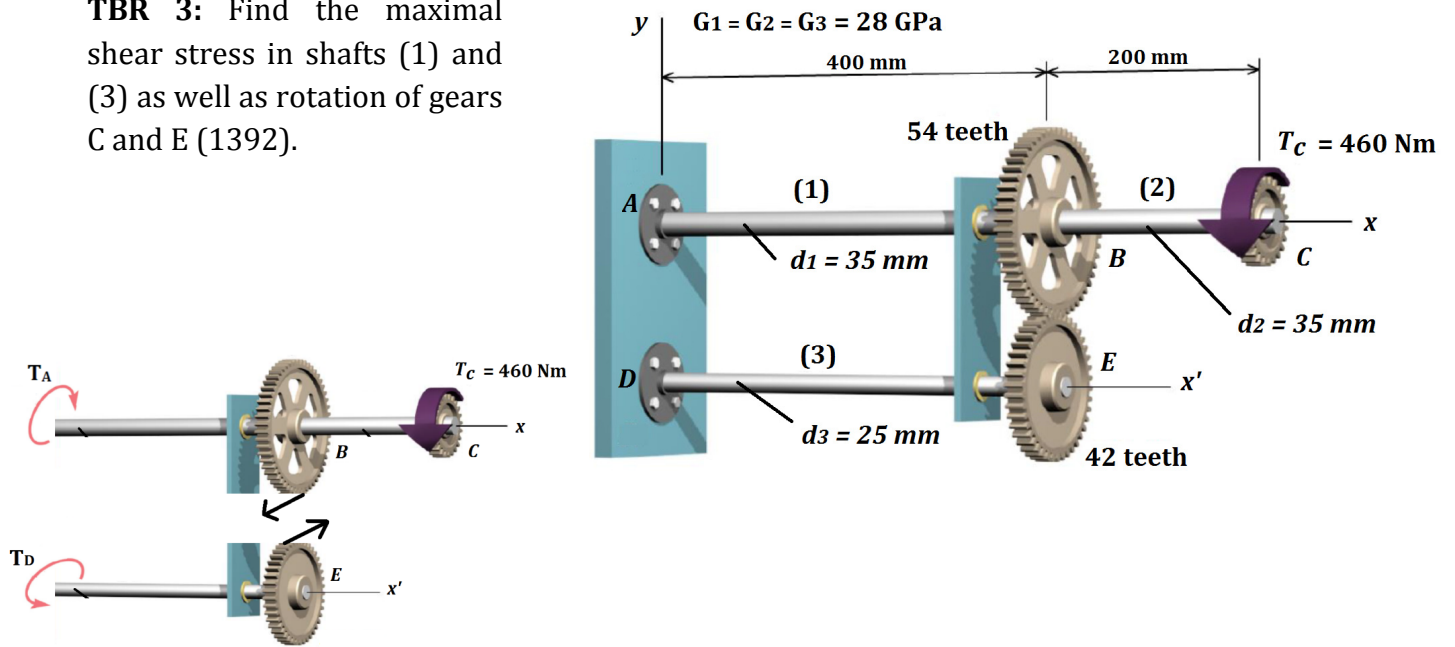 TBR 3: Find the maximal
shear stress in shafts (1) and
(3) as well as rotation of gears
C and E (1392).
y
G1 = G2 = G3 = 28 GPa
400 mm
200 mm
54 teeth
TC = 460 Nm
A
(1)
(2)
x
d1 = 35 mm
B
C
d2 = 35 mm
(3)
E
D
x'
d3 = 25 mm
42 teeth
TA
TC = 460 Nm
x
B
C
TD
E
x'